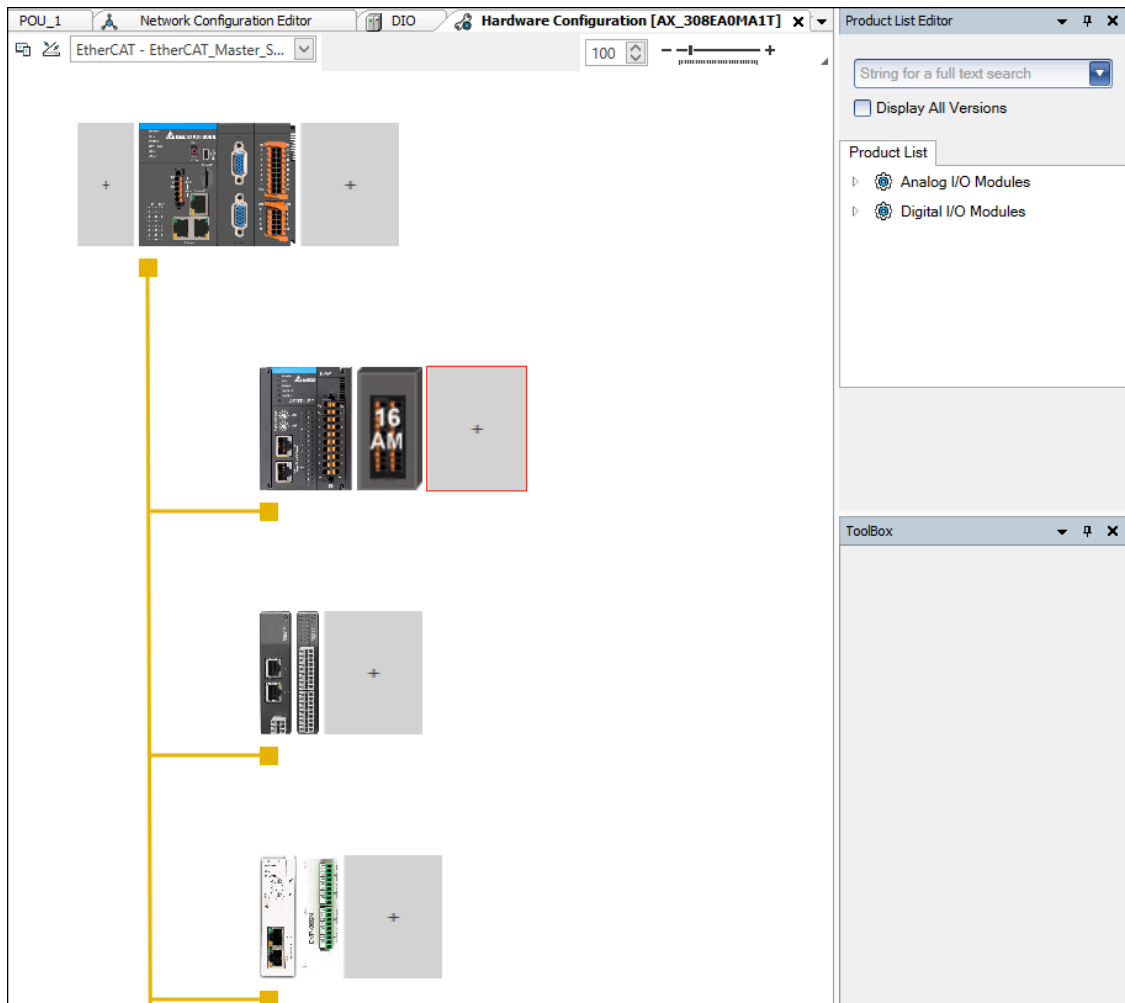 POU_1
Network Configuration Editor
DIO
Hardware Configuration [AX_308EA0MA1T]
EtherCAT - EtherCAT_Master_S...
100
Product List Editor
String for a full text search
Display All Versions
Product List
Analog I/O Modules
Digital I/O Modules
16
AM
ToolBox